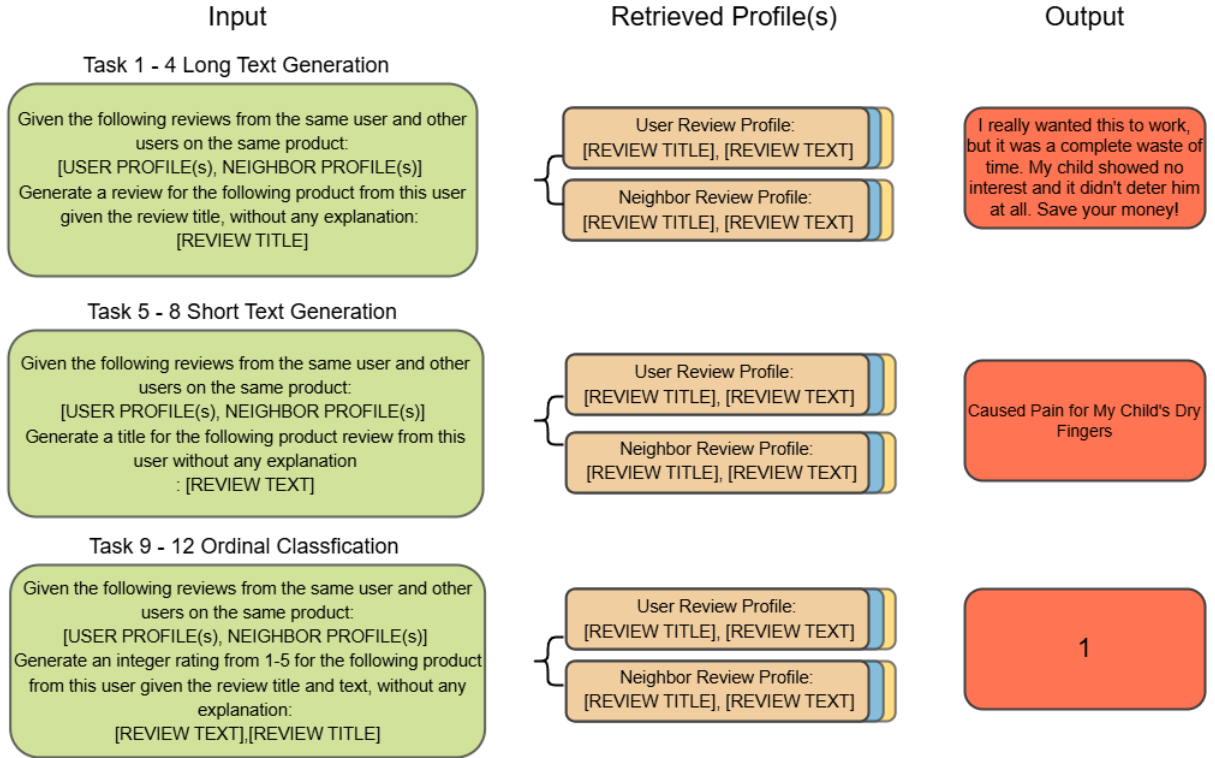 Input
Retrieved Profile(s)
Output
Task 1 - 4 Long Text Generation
Given the following reviews from the same user and other
users on the same product:
[USER PROFILE(s), NEIGHBOR PROFILE(s)]
Generate a review for the following product from this user
given the review title, without any explanation:
[REVIEW TITLE]
User Review Profile:
[REVIEW TITLE], [REVIEW TEXT]
Neighbor Review Profile:
[REVIEW TITLE], [REVIEW TEXT]
I really wanted this to work,
but it was a complete waste of
time. My child showed no
interest and it didn't deter him
at all. Save your money!
Task 5 - 8 Short Text Generation
Given the following reviews from the same user and other
users on the same product:
[USER PROFILE(s), NEIGHBOR PROFILE(s)]
Generate a title for the following product review from this
user without any explanation
: [REVIEW TEXT]
User Review Profile:
[REVIEW TITLE], [REVIEW TEXT]
Neighbor Review Profile:
[REVIEW TITLE], [REVIEW TEXT]
Caused Pain for My Child's Dry
Fingers
Task 9 - 12 Ordinal Classfication
Given the following reviews from the same user and other
users on the same product:
[USER PROFILE(s), NEIGHBOR PROFILE(s)]
Generate an integer rating from 1-5 for the following product
from this user given the review title and text, without any
explanation:
[REVIEW TEXT],[REVIEW TITLE]
User Review Profile:
[REVIEW TITLE], [REVIEW TEXT]
Neighbor Review Profile:
[REVIEW TITLE], [REVIEW TEXT]
1